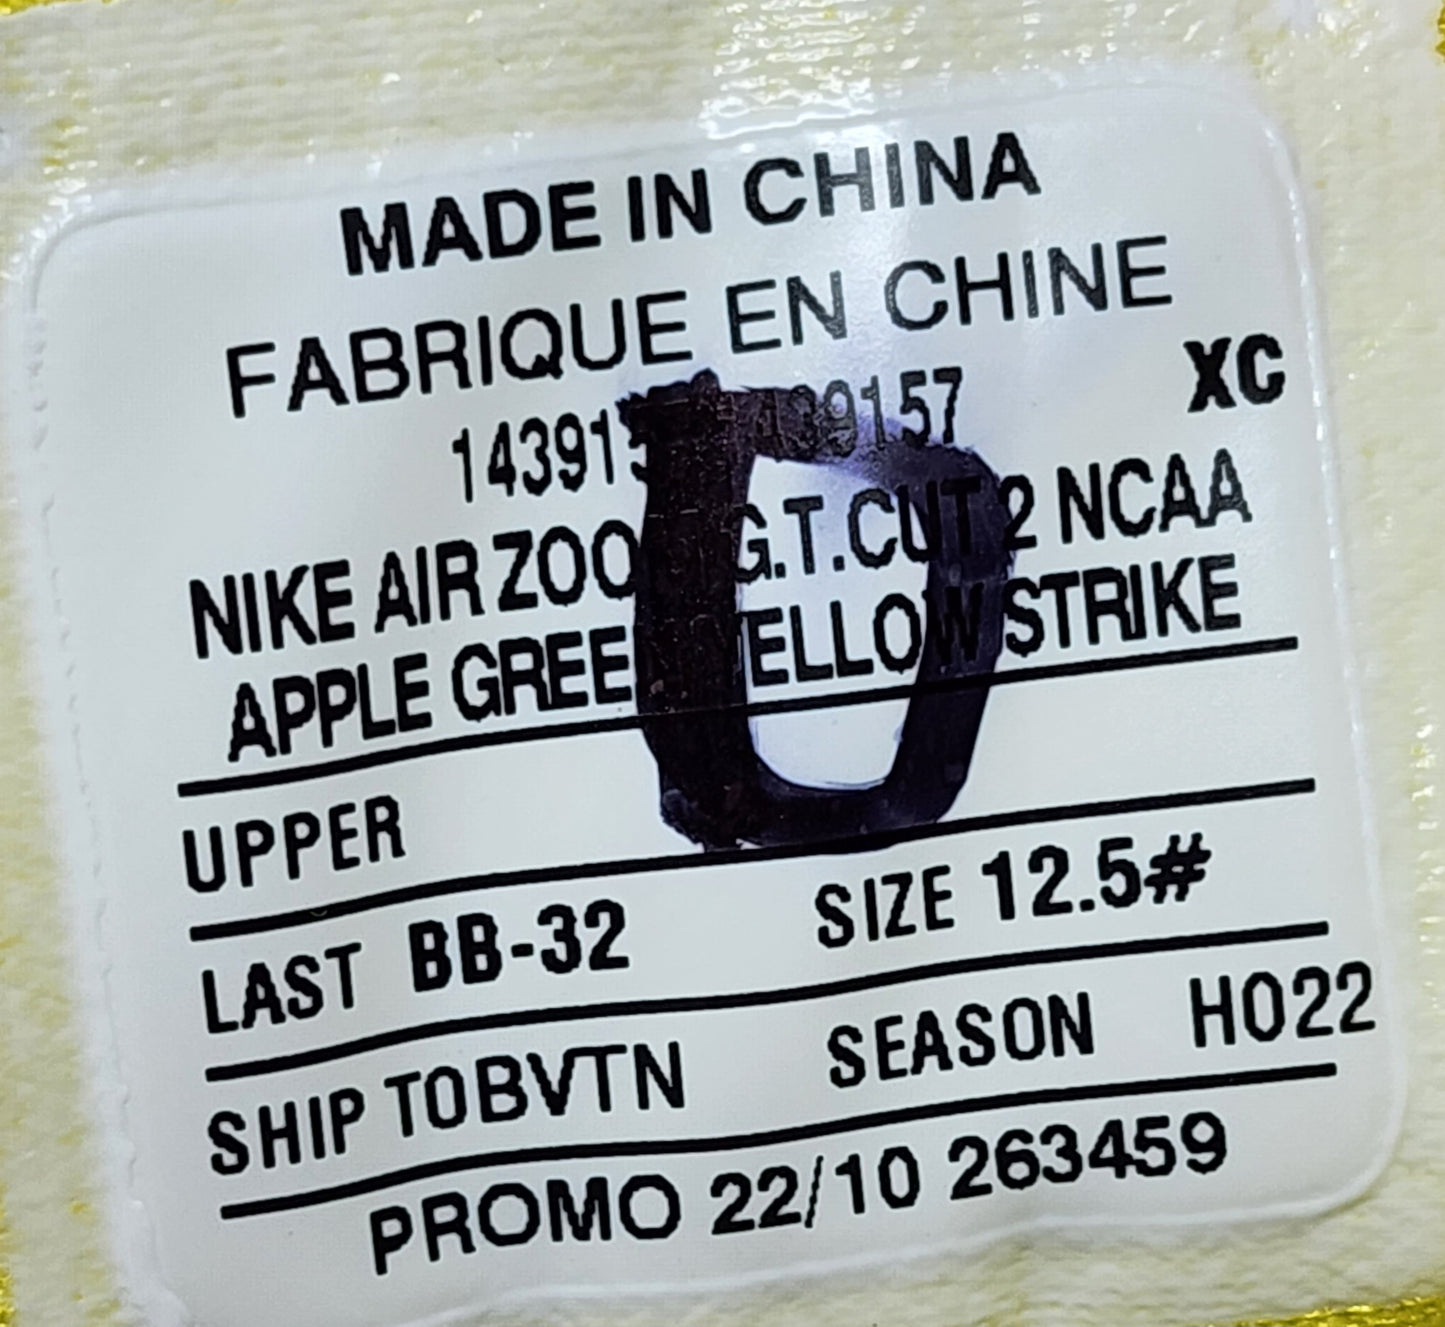 MADE IN CHINA
FABRIQUE EN CHINE
XC
NIKE AIR ZOO G.T.CUT 2 NCAA
APPLE GREE YELLOW STRIKE
UPPER
LAST BB-32 SIZE 12.5#
SHIP TOBVTN SEASON HO22
PROMO 22/10 263459